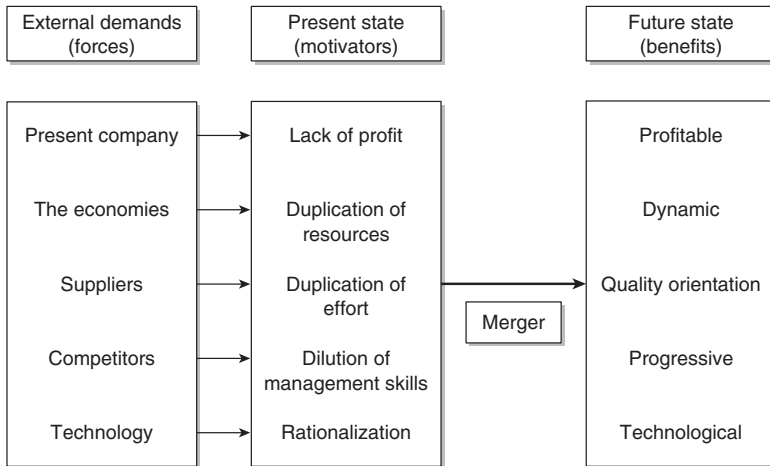 External demands
(forces)
Present state
(motivators)
Future state
(benefits)
Present company
Lack of profit
Profitable
The economies
Duplication of
resources
Dynamic
Suppliers
Duplication of
effort
Quality orientation
Merger
Competitors
Dilution of
management skills
Progressive
Technology
Rationalization
Technological